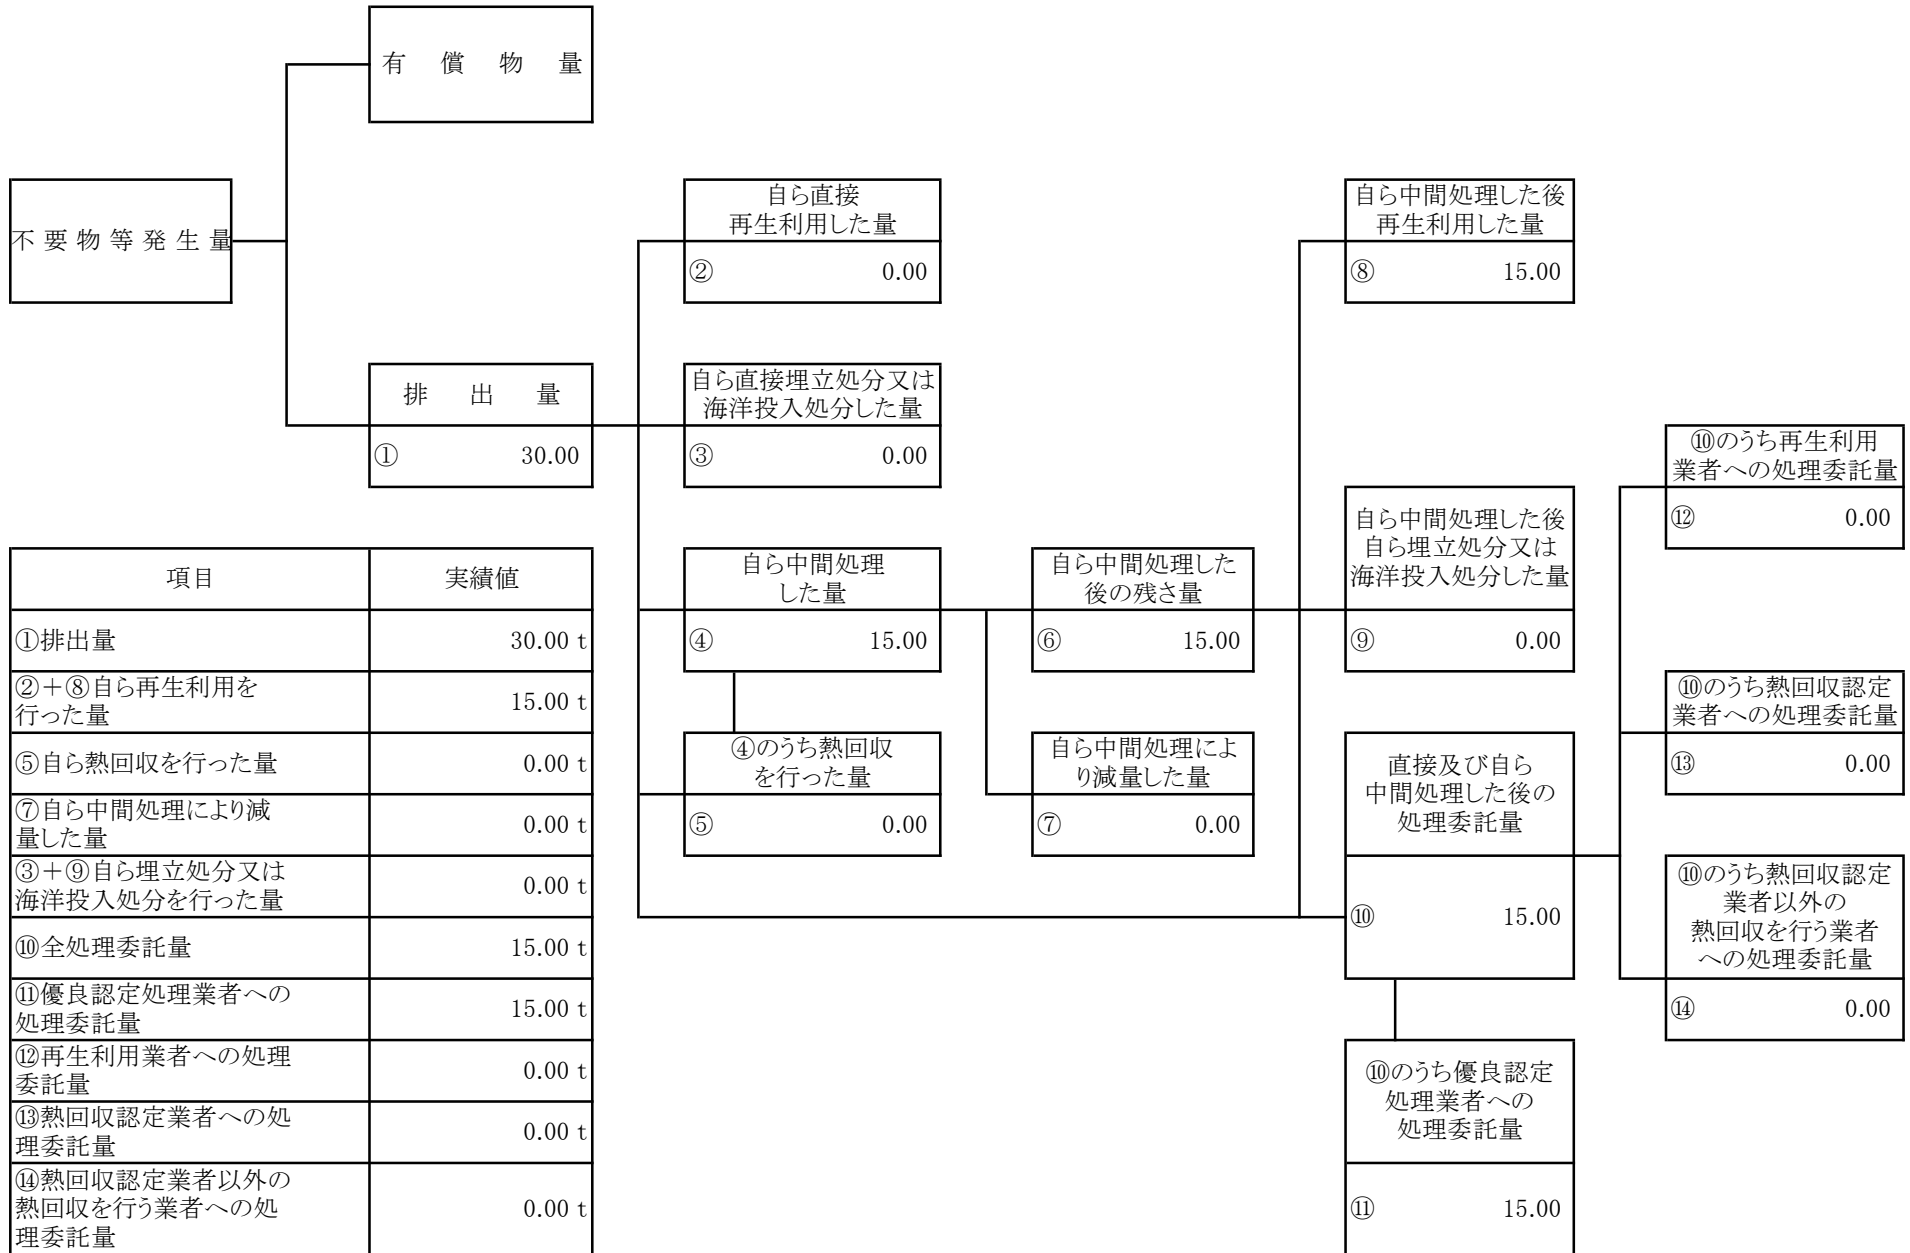 有償物量
不要物等発生量
自ら直接
再生利用した量
② 0.00
自ら中間処理した後
再生利用した量
⑧ 15.00
排出量
① 30.00
自ら直接埋立処分又は
海洋投入処分した量
③ 0.00
⑩のうち再生利用
業者への処理委託量
⑫ 0.00
自ら中間処理した後
自ら埋立処分又は
海洋投入処分した量
⑨ 0.00
自ら中間処理
した量
④ 15.00
自ら中間処理した
後の残さ量
⑥ 15.00
⑩のうち熱回収認定
業者への処理委託量
⑬ 0.00
④のうち熱回収
を行った量
⑤ 0.00
自ら中間処理によ
り減量した量
⑦ 0.00
直接及び自ら
中間処理した後の
処理委託量
⑩ 15.00
⑩のうち熱回収認定
業者以外の
熱回収を行う業者
への処理委託量
⑭ 0.00
⑩のうち優良認定
処理業者への
処理委託量
⑪ 15.00
項目 実績値
①排出量 30.00 t
②＋⑧自ら再生利用を
行った量 15.00 t
⑤自ら熱回収を行った量 0.00 t
⑦自ら中間処理により減
量した量 0.00 t
③＋⑨自ら埋立処分又は
海洋投入処分を行った量 0.00 t
⑩全処理委託量 15.00 t
⑪優良認定処理業者への
処理委託量 15.00 t
⑫再生利用業者への処理
委託量 0.00 t
⑬熱回収認定業者への処
理委託量 0.00 t
⑭熱回収認定業者以外の
熱回収を行う業者への処
理委託量 0.00 t